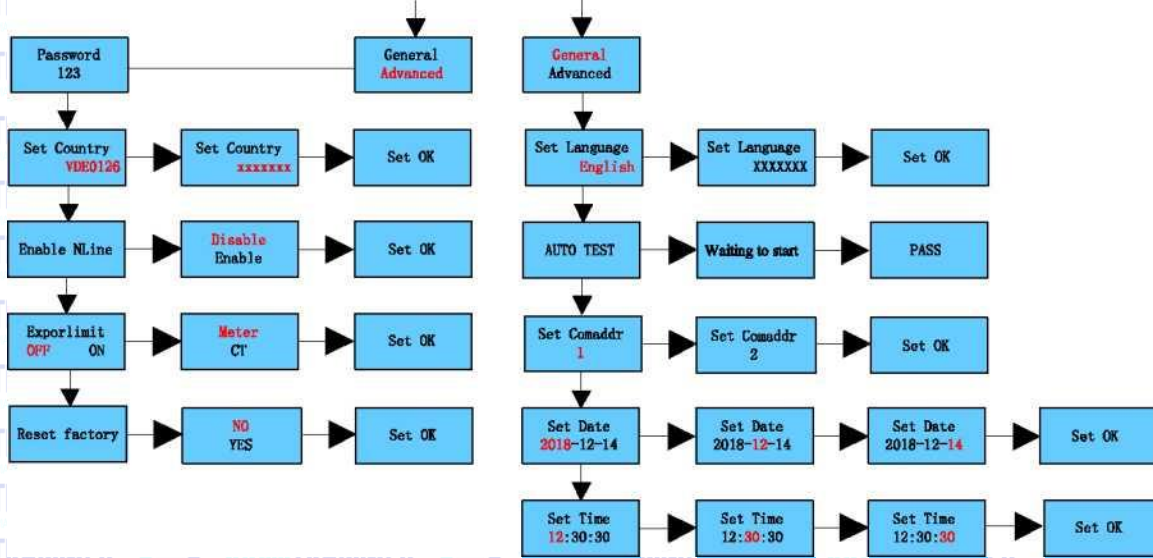 Password
123
General
Advanced
General
Advanced
Set Country
VDE0126
Set Country
xxxxxxx
Set OK
Set Language
English
Set Language
XXXXXXX
Set OK
Enable NLine
Disable
Enable
Set OK
AUTO TEST
Waiting to start
PASS
Exporlimit
OFF ON
Meter
CT
Set OK
Set Comaddr
1
Set Comaddr
2
Set OK
Reset factory
NO
YES
Set OK
Set Date
2018-12-14
Set Date
2018-12-14
Set Date
2018-12-14
Set OK
Set Time
12:30:30
Set Time
12:30:30
Set Time
12:30:30
Set OK